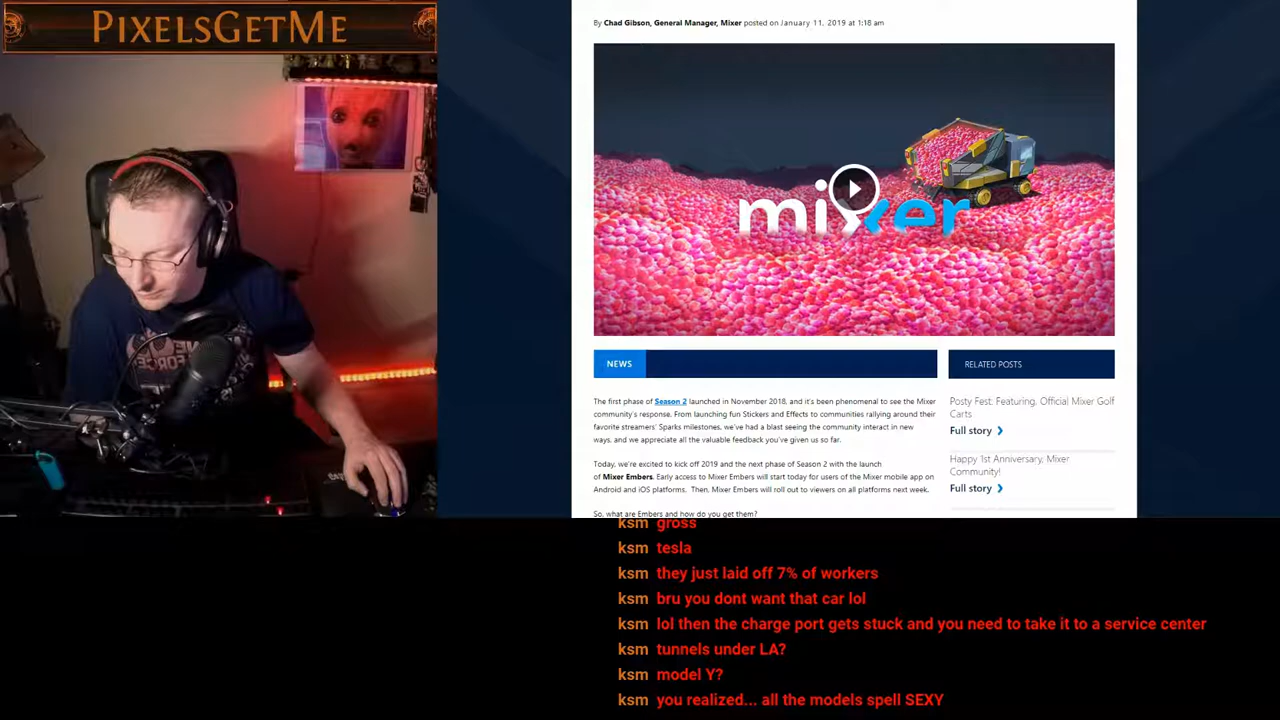 PIXELSGETME
By Chad Gibson, General Manager, Mixer posted on January 11, 2019 at 1:18 am
mixer
NEWS
RELATED POSTS
The first phase of Season 2 launched in November 2018, and it's been phenomenal to see the Mixer
community's response. From launching fun Stickers and Effects to communities rallying around their
favorite streamers' Sparks milestones, we've had a blast seeing the community interact in new
ways, and we appreciate all the valuable feedback you've given us so far.
Today, we're excited to kick off 2019 and the next phase of Season 2 with the launch
of Mixer Embers. Early access to Mixer Embers will start today for users of the Mixer mobile app on
Android and iOS platforms. Then, Mixer Embers will roll out to viewers on all platforms next week.
So, what are Embers and how do you get them?
Posty Fest: Featuring, Official Mixer Golf
Carts
Full story
Happy 1st Anniversary, Mixer
Community!
Full story
ksm gross
ksm tesla
ksm they just laid off 7% of workers
ksm bru you dont want that car lol
ksm lol then the charge port gets stuck and you need to take it to a service center
ksm tunnels under LA?
ksm model Y?
ksm you realized... all the models spell SEXY